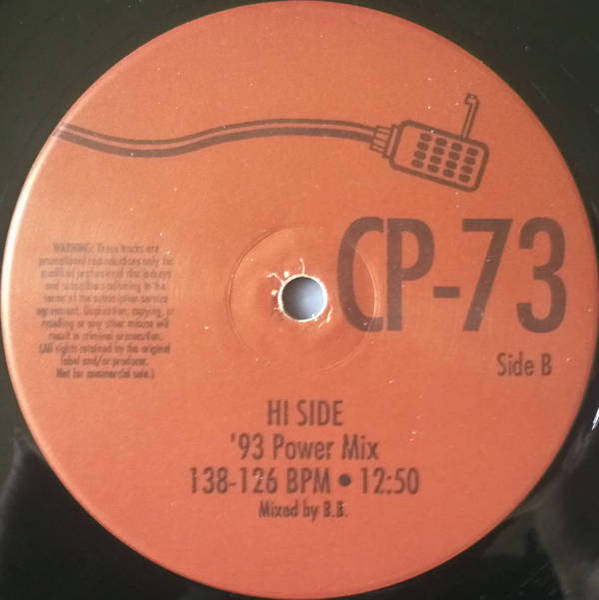 CP-73
Side B
WARNING: These tracks are
promotional reproductions only for
qualified professional disc jockeys
and subscribers adhering to the
terms of the subscription service
agreement. Duplication, copying, or
reselling or any other misuse will
result in criminal prosecution.
(All rights retained by the original
label and/or producer.
Not for commercial sale.)
HI SIDE
'93 Power Mix
138-126 BPM • 12:50
Mixed by B.B.